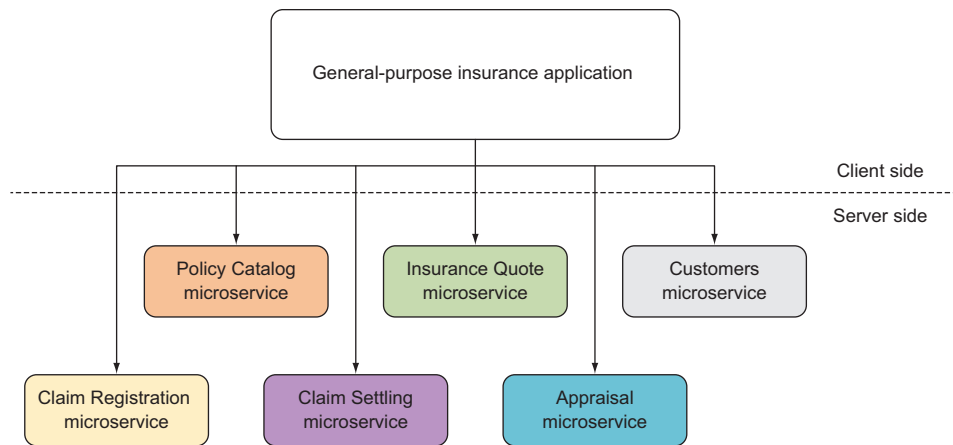 General-purpose insurance application
Client side
Server side
Policy Catalog
microservice
Insurance Quote
microservice
Customers
microservice
Claim Registration
microservice
Claim Settling
microservice
Appraisal
microservice